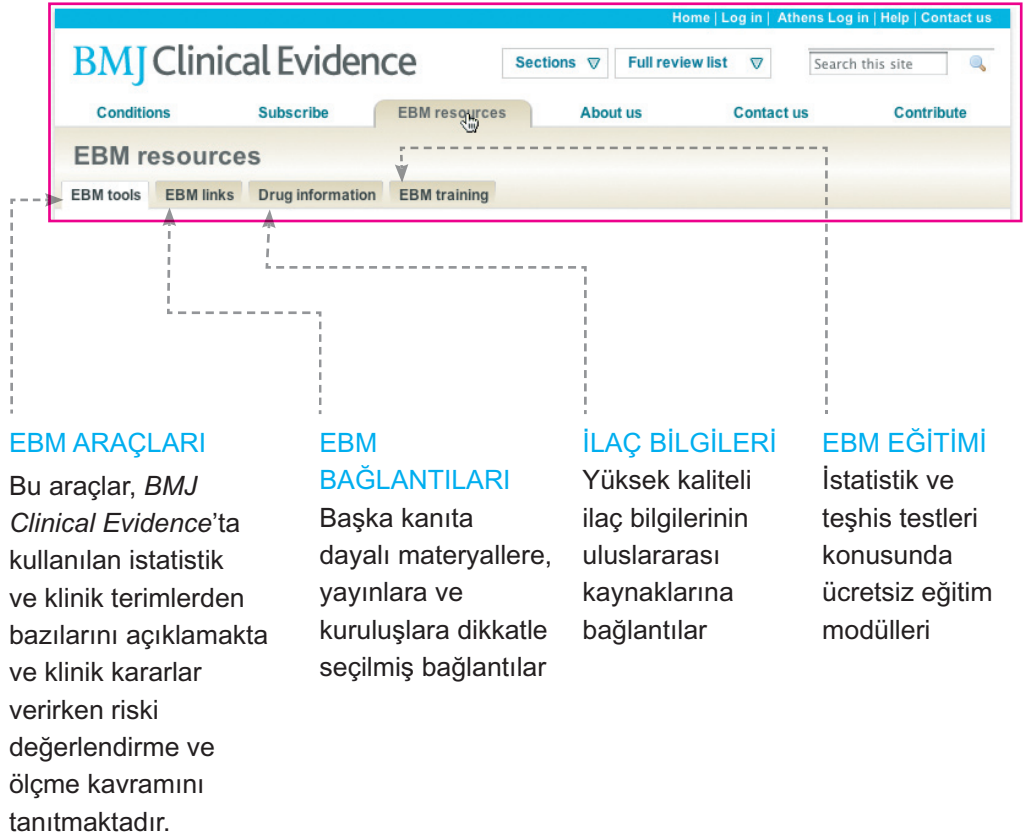 Home | Log in | Athens Log in | Help | Contact us
BMJ Clinical Evidence
Sections Full review list Search this site
Conditions Subscribe EBM resources About us Contact us Contribute
EBM resources
EBM tools EBM links Drug information EBM training
EBM ARAÇLARI
Bu araçlar, BMJ
Clinical Evidence’ta
kullanılan istatistik
ve klinik terimlerden
bazılarını açıklamakta
ve klinik kararlar
verirken riski
değerlendirme ve
ölçme kavramını
tanıtmaktadır.
EBM
BAĞLANTILARI
Başka kanıta
dayalı materyallere,
yayınlara ve
kuruluşlara dikkatle
seçilmiş bağlantılar
İLAÇ BİLGİLERİ
Yüksek kaliteli
ilaç bilgilerinin
uluslararası
kaynaklarına
bağlantılar
EBM EĞİTİMİ
İstatistik ve
teşhis testleri
konusunda
ücretsiz eğitim
modülleri